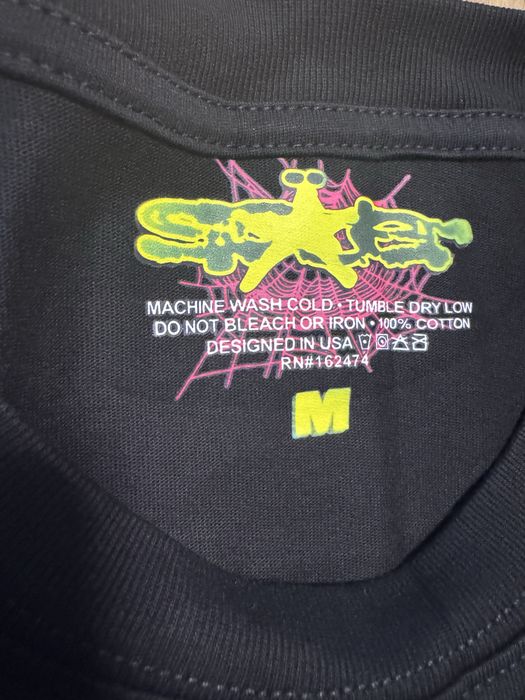 MACHINE WASH COLD • TUMBLE DRY LOW
DO NOT BLEACH OR IRON • 100% COTTON
DESIGNED IN USA
RN#162474
M